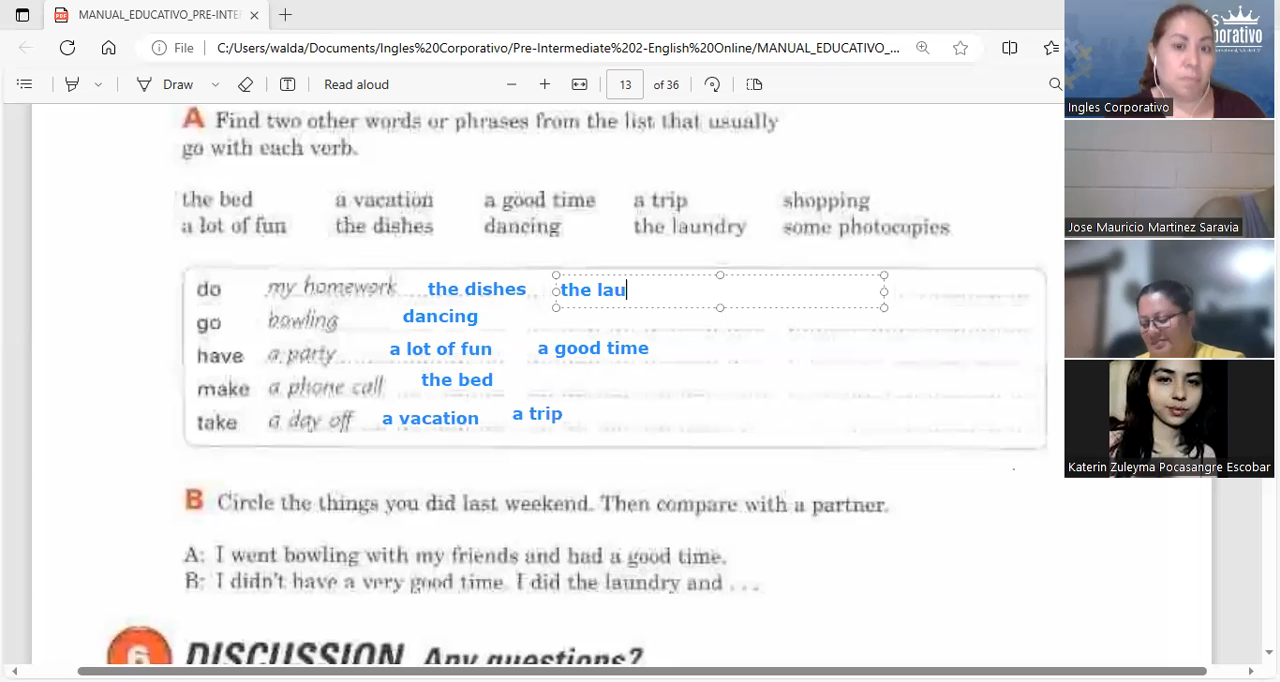 MANUAL_EDUCATIVO_PRE-INTE
File C:/Users/walda/Documents/Ingles%20Corporativo/Pre-Intermediate%202-English%20Online/MANUAL_EDUCATIVO_...
Draw Read aloud 13 of 36
A Find two other words or phrases from the list that usually
go with each verb.
the bed a vacation a good time a trip shopping
a lot of fun the dishes dancing the laundry some photocopies
do my homework the dishes the lau
go bowling dancing
have a party a lot of fun a good time
make a phone call the bed
take a day off a vacation a trip
B Circle the things you did last weekend. Then compare with a partner.
A: I went bowling with my friends and had a good time.
B: I didn't have a very good time. I did the laundry and . . .
6 DISCUSSION Any questions?
Ingles Corporativo
Jose Mauricio Martinez Saravia
Katerin Zuleyma Pocasangre Escobar